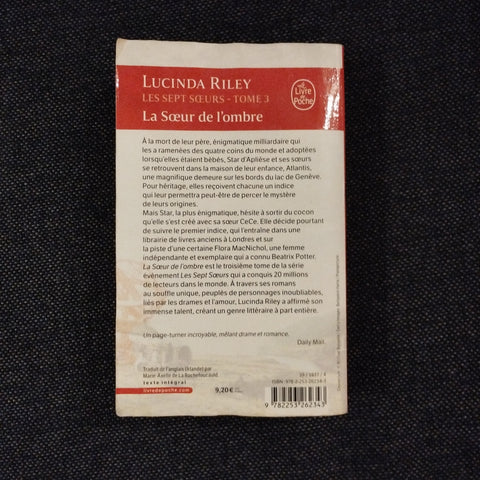 LUCINDA RILEY
LES SEPT SŒURS – TOME 3
La Sœur de l'ombre
Le Livre de Poche
À la mort de leur père, énigmatique milliardaire qui
les a ramenées des quatre coins du monde et adoptées
lorsqu'elles étaient bébés, Star d'Aplièse et ses sœurs
se retrouvent dans la maison de leur enfance, Atlantis,
une magnifique demeure sur les bords du lac de Genève.
Pour héritage, elles reçoivent chacune un indice
qui leur permettra peut-être de percer le mystère
de leurs origines.
Mais Star, la plus énigmatique, hésite à sortir du cocon
qu'elle s'est créé avec sa sœur CeCe. Elle décide pourtant
de suivre le premier indice, qui l'entraîne dans une
librairie de livres anciens à Londres et sur
la piste d'une certaine Flora MacNichol, une femme
indépendante et exemplaire qui a connu Beatrix Potter.
La Sœur de l'ombre est le troisième tome de la série
évènement Les Sept Sœurs qui a conquis 20 millions
de lecteurs dans le monde. À travers ses romans
au souffle unique, peuplés de personnages inoubliables,
liés par les drames et l'amour, Lucinda Riley a affirmé son
immense talent, créant un genre littéraire à part entière.
Un page-turner incroyable, mêlant drame et romance.
Daily Mail.
Traduit de l'anglais (Irlande) par
Marie-Axelle de La Rochefoucauld.
texte intégral
livredepoche.com
9,20 €
ISBN: 978-2-253-26234-3
9 782253 262343